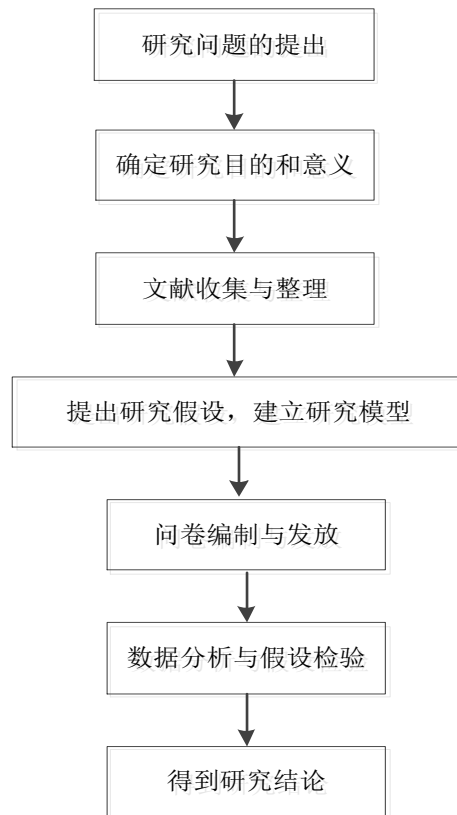 研究问题的提出
确定研究目的和意义
文献收集与整理
提出研究假设，建立研究模型
问卷编制与发放
数据分析与假设检验
得到研究结论